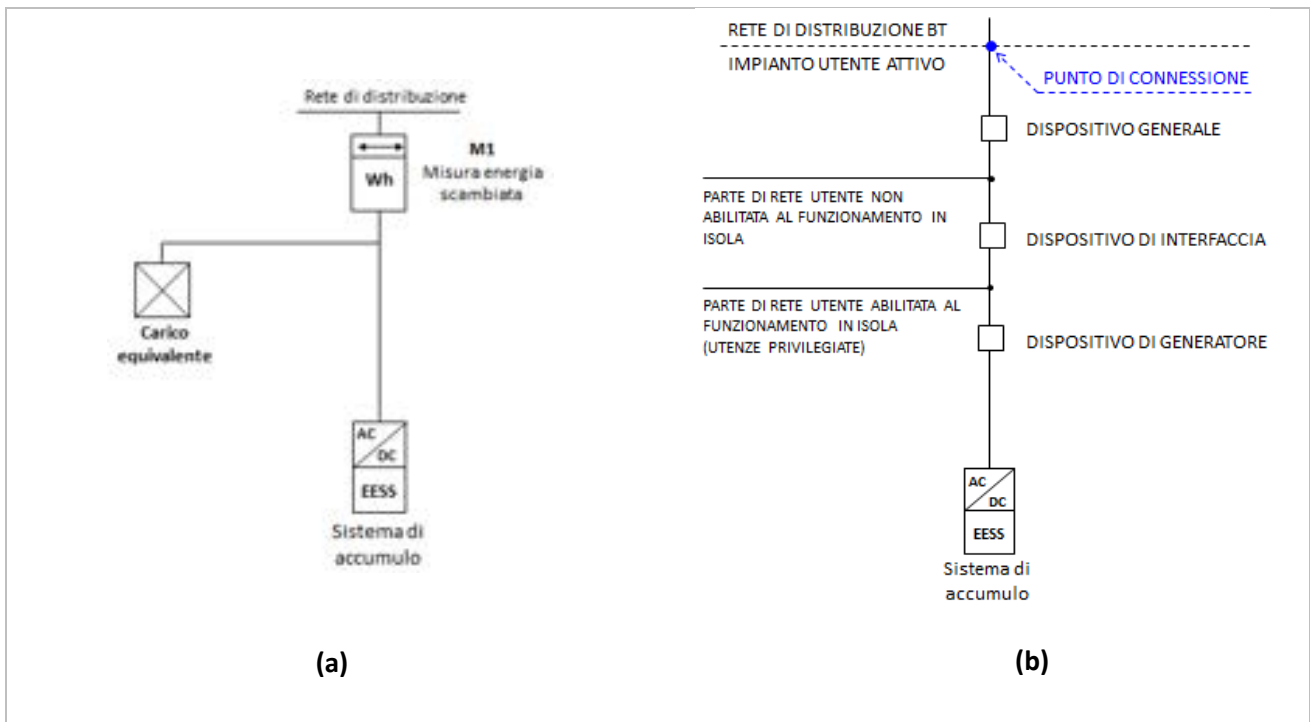 Rete di distribuzione
M1
Misura energia
scambiata
Wh
Carico
equivalente
AC
DC
EESS
Sistema di
accumulo
(a)
RETE DI DISTRIBUZIONE BT
IMPIANTO UTENTE ATTIVO
PUNTO DI CONNESSIONE
DISPOSITIVO GENERALE
PARTE DI RETE UTENTE NON
ABILITATA AL FUNZIONAMENTO IN
ISOLA
DISPOSITIVO DI INTERFACCIA
PARTE DI RETE UTENTE ABILITATA AL
FUNZIONAMENTO IN ISOLA
(UTENZE PRIVILEGIATE)
DISPOSITIVO DI GENERATORE
AC
DC
EESS
Sistema di
accumulo
(b)